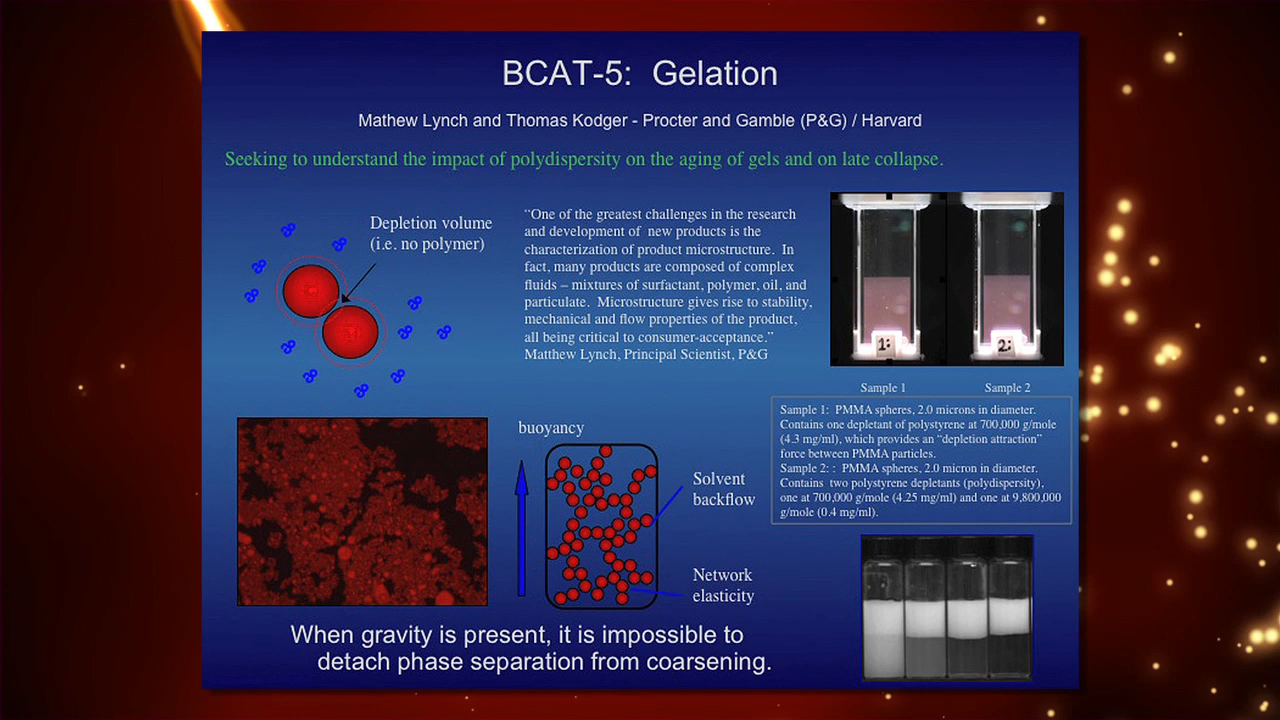 BCAT-5: Gelation
Mathew Lynch and Thomas Kodger - Procter and Gamble (P&G) / Harvard
Seeking to understand the impact of polydispersity on the aging of gels and on late collapse.
Depletion volume
(i.e. no polymer)
"One of the greatest challenges in the research
and development of new products is the
characterization of product microstructure. In
fact, many products are composed of complex
fluids – mixtures of surfactant, polymer, oil, and
particulate. Microstructure gives rise to stability,
mechanical and flow properties of the product,
all being critical to consumer-acceptance."
Matthew Lynch, Principal Scientist, P&G
1:
2:
Sample 1
Sample 2
Sample 1: PMMA spheres, 2.0 microns in diameter.
Contains one depletant of polystyrene at 700,000 g/mole
(4.3 mg/ml), which provides an "depletion attraction"
force between PMMA particles.
Sample 2: : PMMA spheres, 2.0 micron in diameter.
Contains two polystyrene depletants (polydispersity),
one at 700,000 g/mole (4.25 mg/ml) and one at 9,800,000
g/mole (0.4 mg/ml).
buoyancy
Solvent
backflow
Network
elasticity
When gravity is present, it is impossible to
detach phase separation from coarsening.